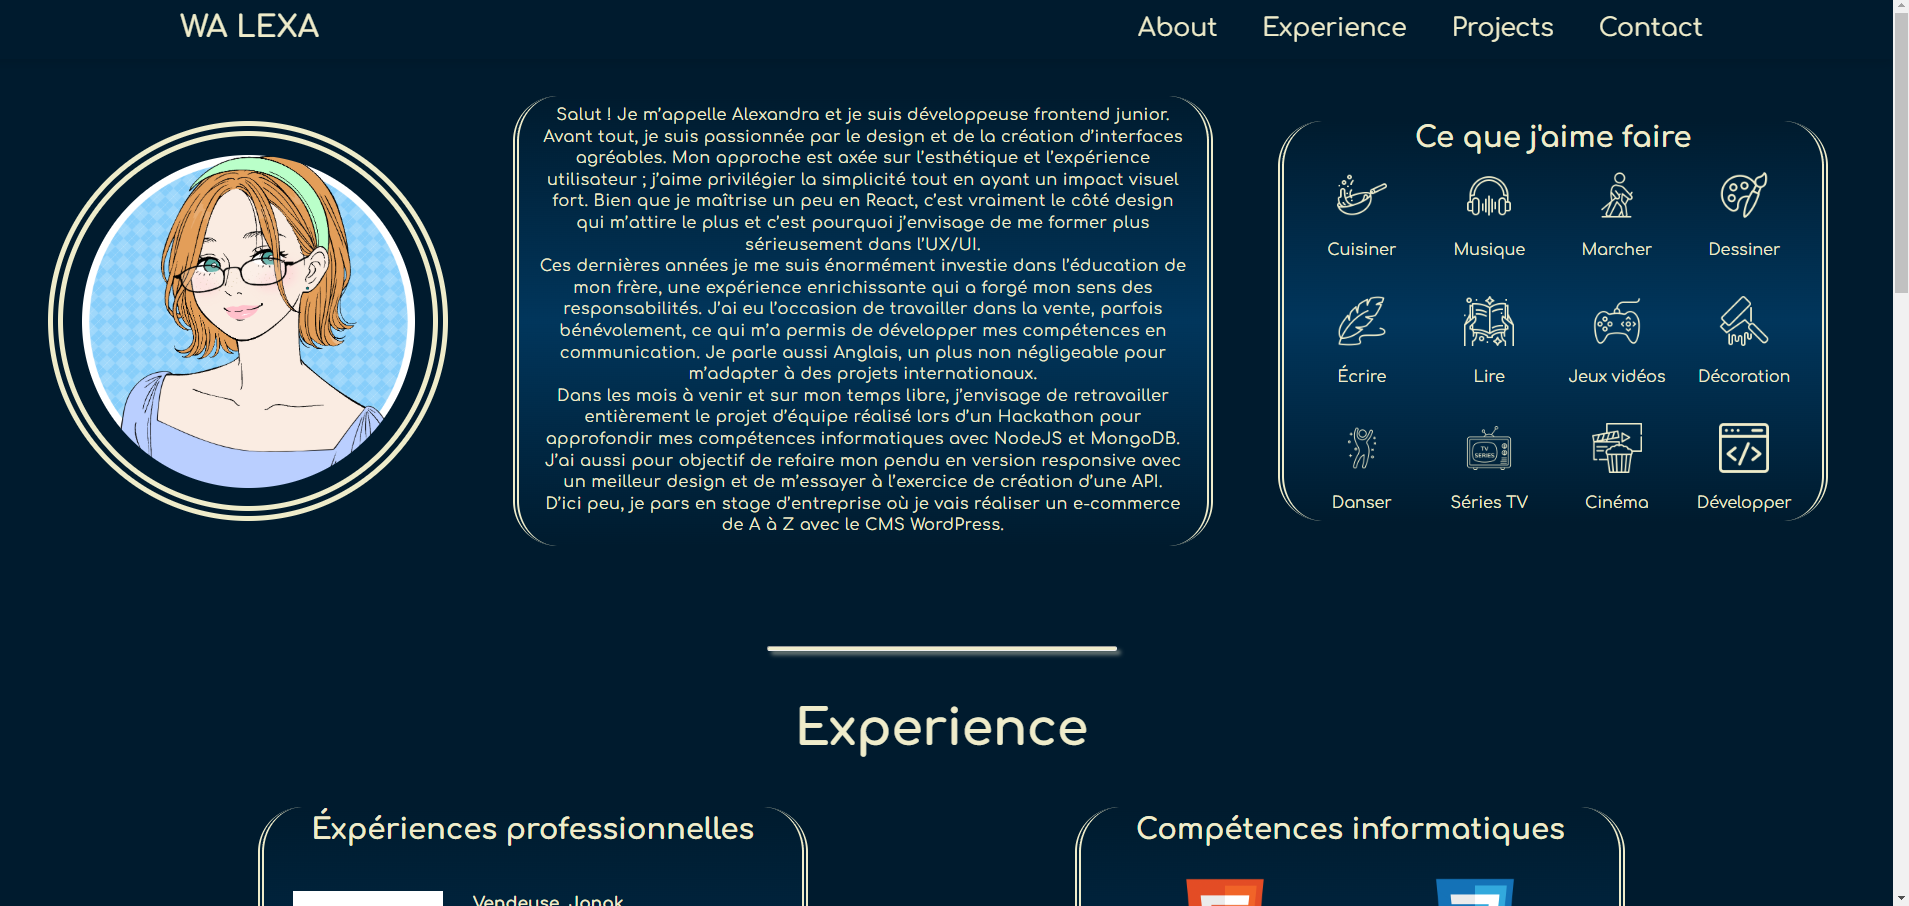 WA LEXA
About Experience Projects Contact
Salut ! Je m’appelle Alexandra et je suis développeuse frontend junior.
Avant tout, je suis passionnée par le design et de la création d’interfaces
agréables. Mon approche est axée sur l’esthétique et l’expérience
utilisateur ; j’aime privilégier la simplicité tout en ayant un impact visuel
fort. Bien que je maîtrise un peu en React, c’est vraiment le côté design
qui m’attire le plus et c’est pourquoi j’envisage de me former plus
sérieusement dans l’UX/UI.
Ces dernières années je me suis énormément investie dans l’éducation de
mon frère, une expérience enrichissante qui a forgé mon sens des
responsabilités. J’ai eu l’occasion de travailler dans la vente, parfois
bénévolement, ce qui m’a permis de développer mes compétences en
communication. Je parle aussi Anglais, un plus non négligeable pour
m’adapter à des projets internationaux.
Dans les mois à venir et sur mon temps libre, j’envisage de retravailler
entièrement le projet d’équipe réalisé lors d’un Hackathon pour
approfondir mes compétences informatiques avec NodeJS et MongoDB.
J’ai aussi pour objectif de refaire mon pendu en version responsive avec
un meilleur design et de m’essayer à l’exercice de création d’une API.
D’ici peu, je pars en stage d’entreprise où je vais réaliser un e-commerce
de A à Z avec le CMS WordPress.
Ce que j'aime faire
Cuisiner Musique Marcher Dessiner
Écrire Lire Jeux vidéos Décoration
TV
SERIES
Danser Séries TV Cinéma Développer
Experience
Éxpériences professionnelles
Vendeuse, Japak
Compétences informatiques